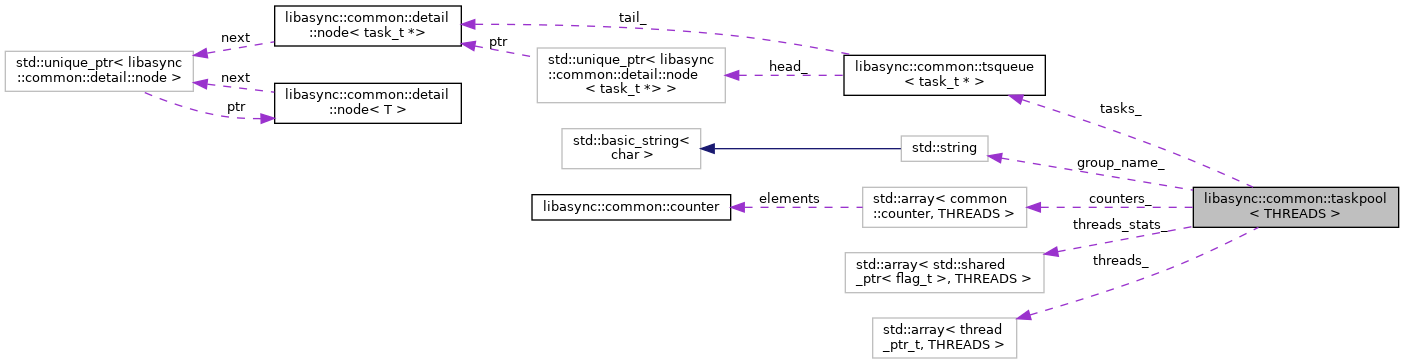 libasync::common::detail
::node< task_t *>
tail_
next
ptr
std::unique_ptr< libasync
::common::detail::node >
next
ptr
libasync::common::detail
::node< T >
std::unique_ptr< libasync
::common::detail::node
< task_t *> >
head_
libasync::common::tsqueue
< task_t * >
tasks_
std::basic_string<
char >
std::string
group_name_
libasync::common::counter
elements
std::array< common
::counter, THREADS >
counters_
libasync::common::taskpool
< THREADS >
threads_stats_
std::array< std::shared
_ptr< flag_t >, THREADS >
threads_
std::array< thread
_ptr_t, THREADS >